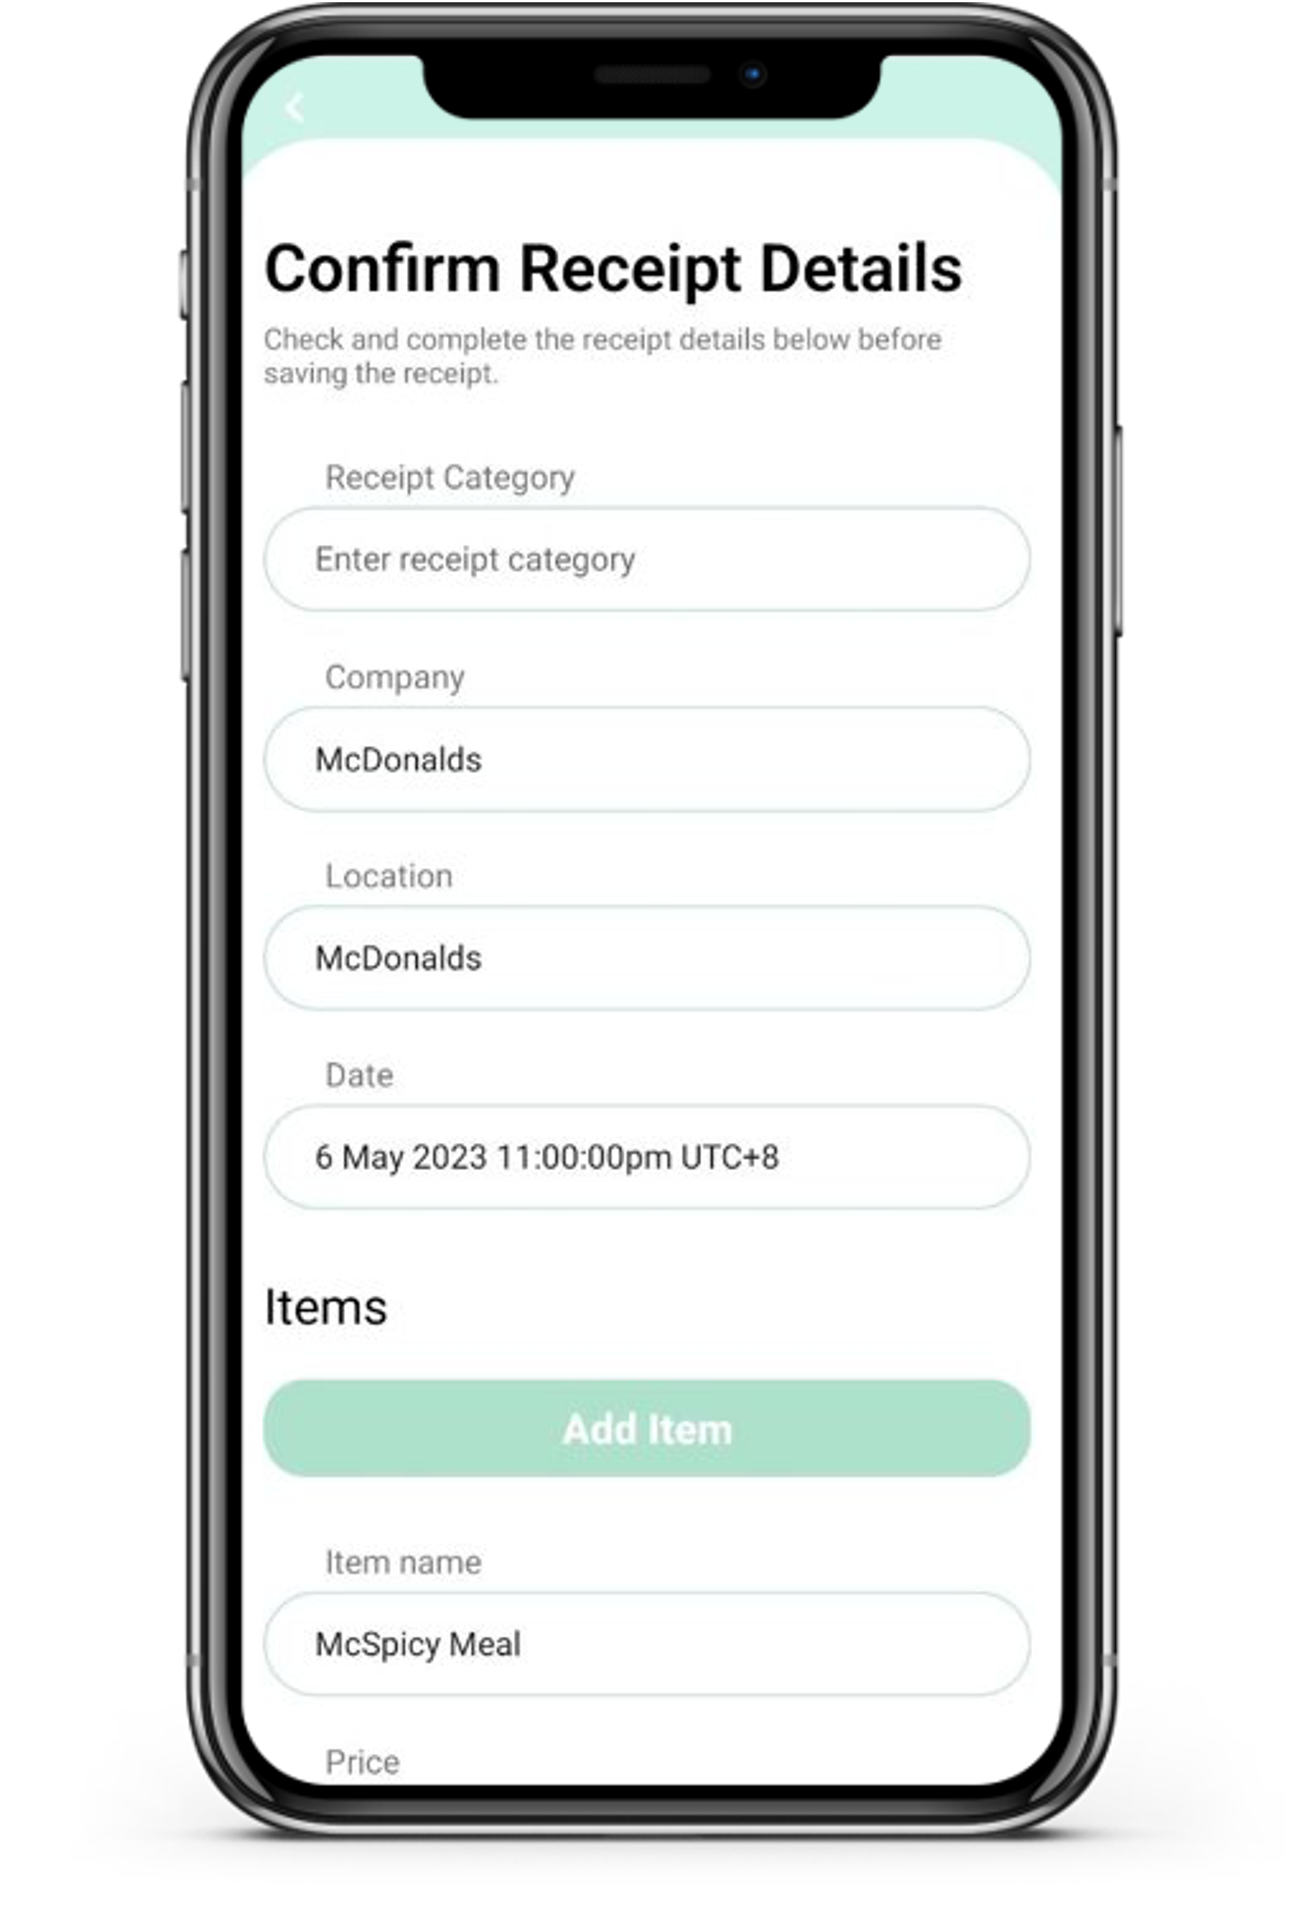 Confirm Receipt Details
Check and complete the receipt details below before
saving the receipt.
Receipt Category
Enter receipt category
Company
McDonalds
Location
McDonalds
Date
6 May 2023 11:00:00pm UTC+8
Items
Add Item
Item name
McSpicy Meal
Price